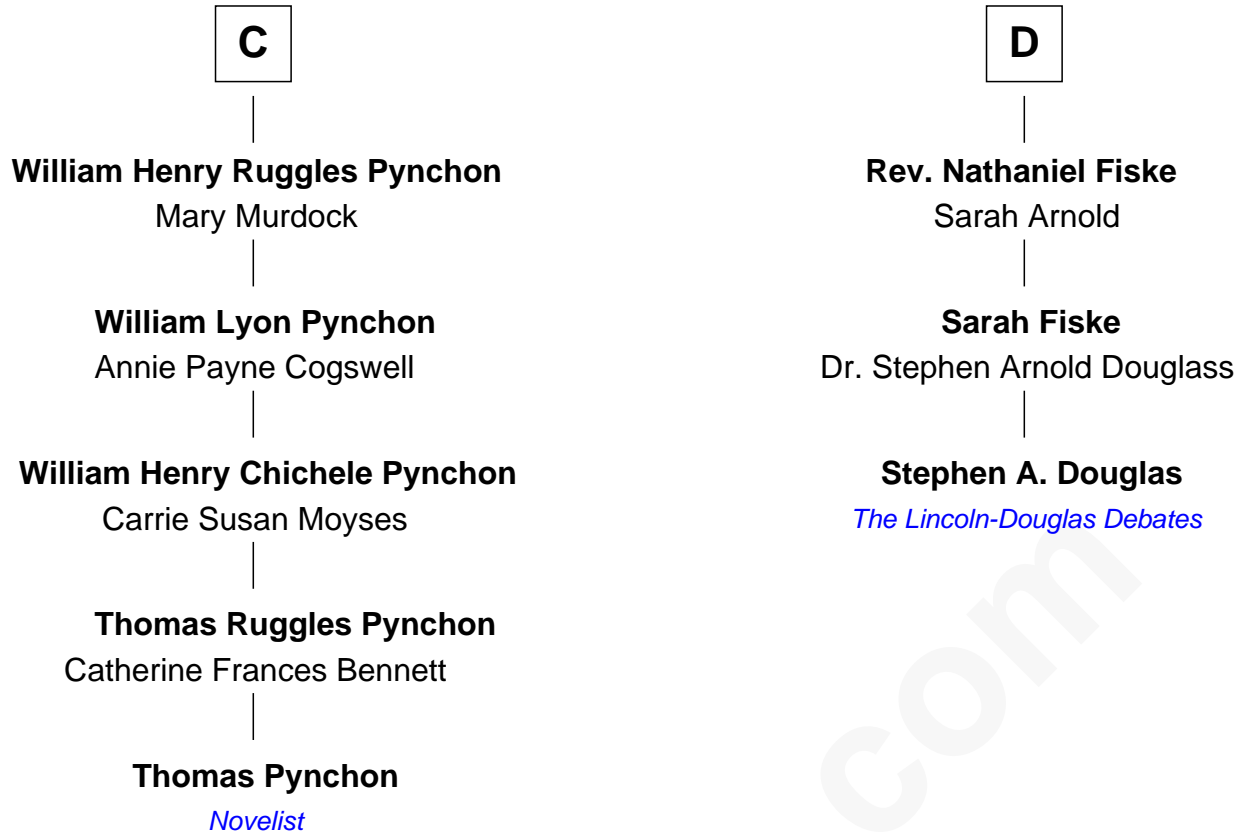 C
William Henry Ruggles Pynchon
Mary Murdock
William Lyon Pynchon
Annie Payne Cogswell
William Henry Chichele Pynchon
Carrie Susan Moyses
Thomas Ruggles Pynchon
Catherine Frances Bennett
Thomas Pynchon
Novelist
D
Rev. Nathaniel Fiske
Sarah Arnold
Sarah Fiske
Dr. Stephen Arnold Douglass
Stephen A. Douglas
The Lincoln-Douglas Debates
com